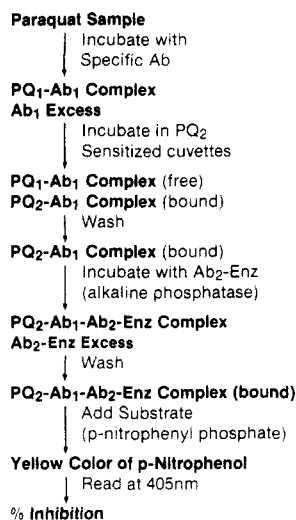 Paraquat Sample
Incubate with
Specific Ab
PQ₁-Ab₁ Complex
Ab₁ Excess
Incubate in PQ₂
Sensitized cuvettes
PQ₁-Ab₁ Complex (free)
PQ₂-Ab₁ Complex (bound)
Wash
PQ₂-Ab₁ Complex (bound)
Incubate with Ab₂-Enz
(alkaline phosphatase)
PQ₂-Ab₁-Ab₂-Enz Complex
Ab₂-Enz Excess
Wash
PQ₂-Ab₁-Ab₂-Enz Complex (bound)
Add Substrate
(p-nitrophenyl phosphate)
Yellow Color of p-Nitrophenol
Read at 405nm
% Inhibition